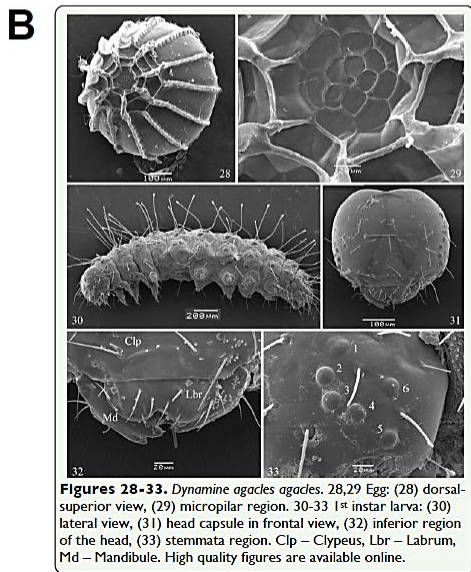 B
100µm 28
29
30 200µm
100µm 31
Clp
Lbr
Md
32 20µm
1
2
3
4
5
6
33 20µm
Figures 28-33. Dynamine agacles agacles. 28,29 Egg: (28) dorsal-
superior view, (29) micropilar region. 30-33 1st instar larva: (30)
lateral view, (31) head capsule in frontal view, (32) inferior region
of the head, (33) stemmata region. Clp – Clypeus, Lbr – Labrum,
Md – Mandibule. High quality figures are available online.